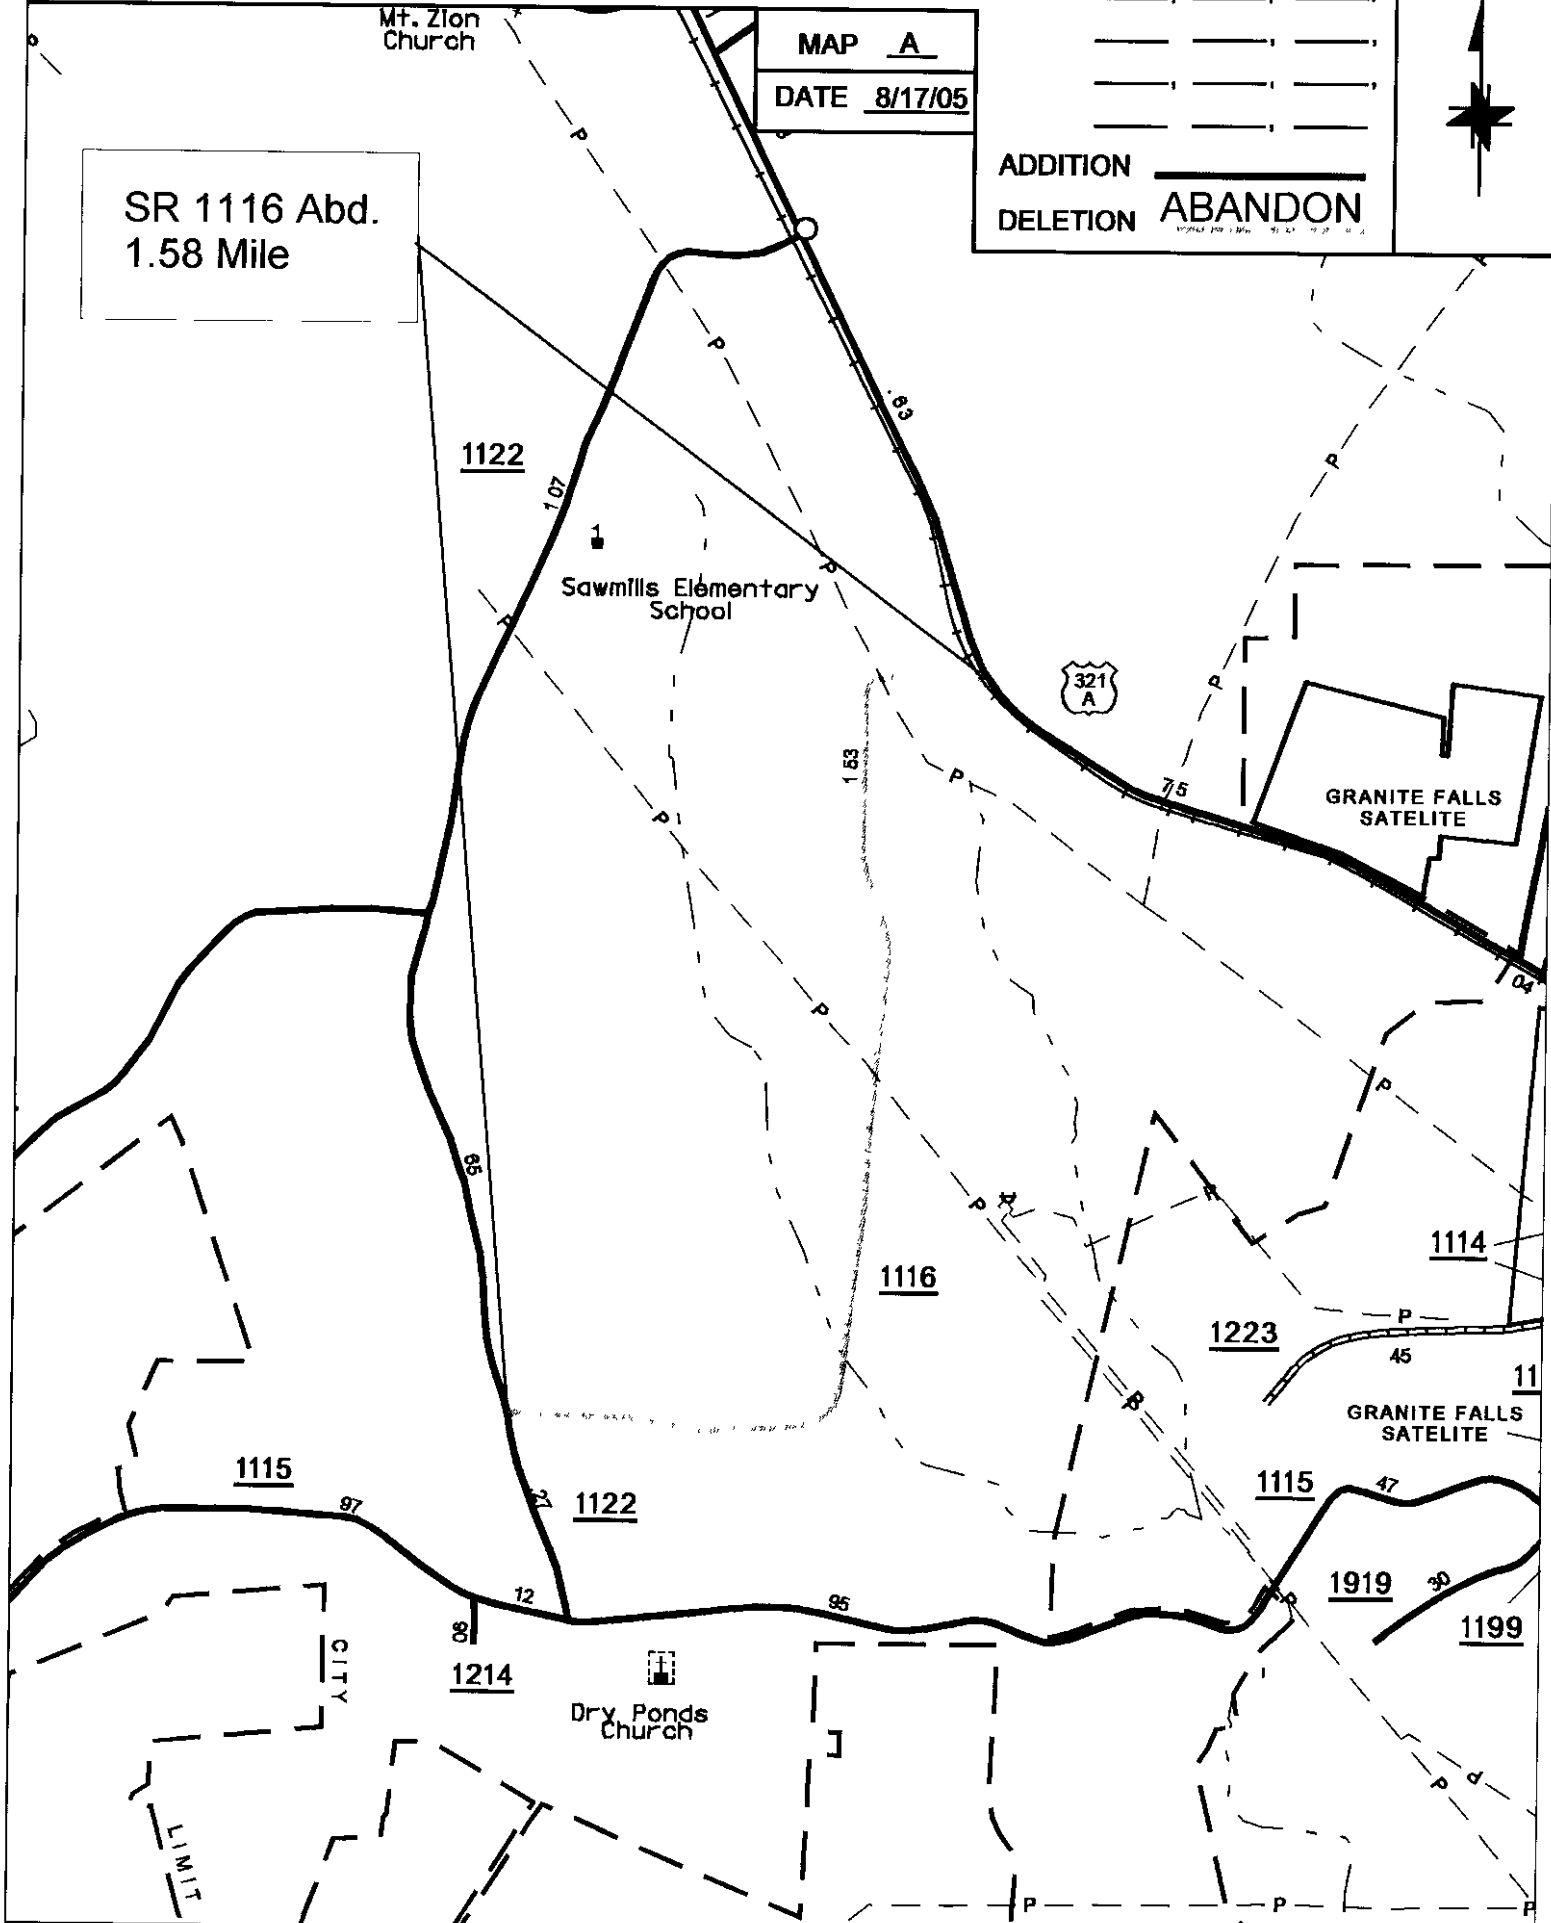 Mt. Zion
Church
MAP A
DATE 8/17/05
ADDITION
DELETION ABANDON
SR 1116 Abd.
1.58 Mile
.63
1122
1 07
1
Sawmills Elementary
School
P
P
P
P
P
P
321
A
P
1 53
P
75
GRANITE FALLS
SATELITE
P
P
04
P
65
P
P
1114
1116
1223
P
45
11
GRANITE FALLS
SATELITE
1115
97
27
1122
1115
47
12
95
P
1919
30
1199
06
1214
CITY
Dry Ponds
Church
P
P
LIMIT
P
P
P